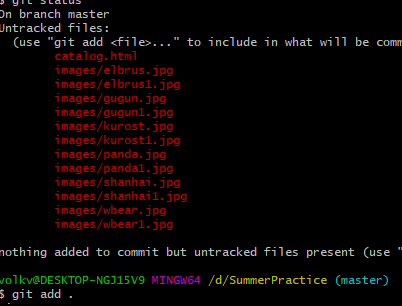 $ git status
On branch master
Untracked files:
(use "git add <file>..." to include in what will be comm
catalog.html
images/elbrus.jpg
images/elbrus1.jpg
images/gugun.jpg
images/gugun1.jpg
images/kurost.jpg
images/kurost1.jpg
images/panda.jpg
images/panda1.jpg
images/shanhai.jpg
images/shanhai1.jpg
images/wbear.jpg
images/wbear1.jpg
nothing added to commit but untracked files present (use "
volkv@DESKTOP-NGJ15V9 MINGW64 /d/SummerPractice (master)
$ git add .